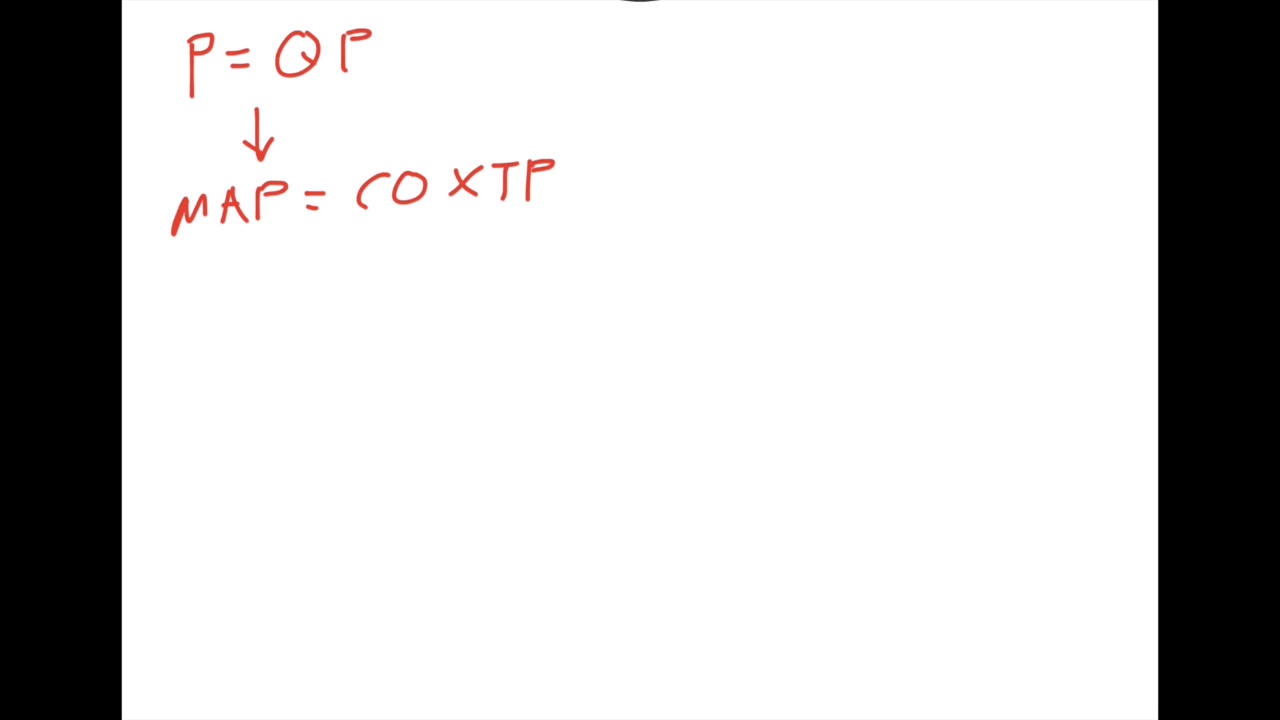 P = QP
↓
MAP = CO X TP